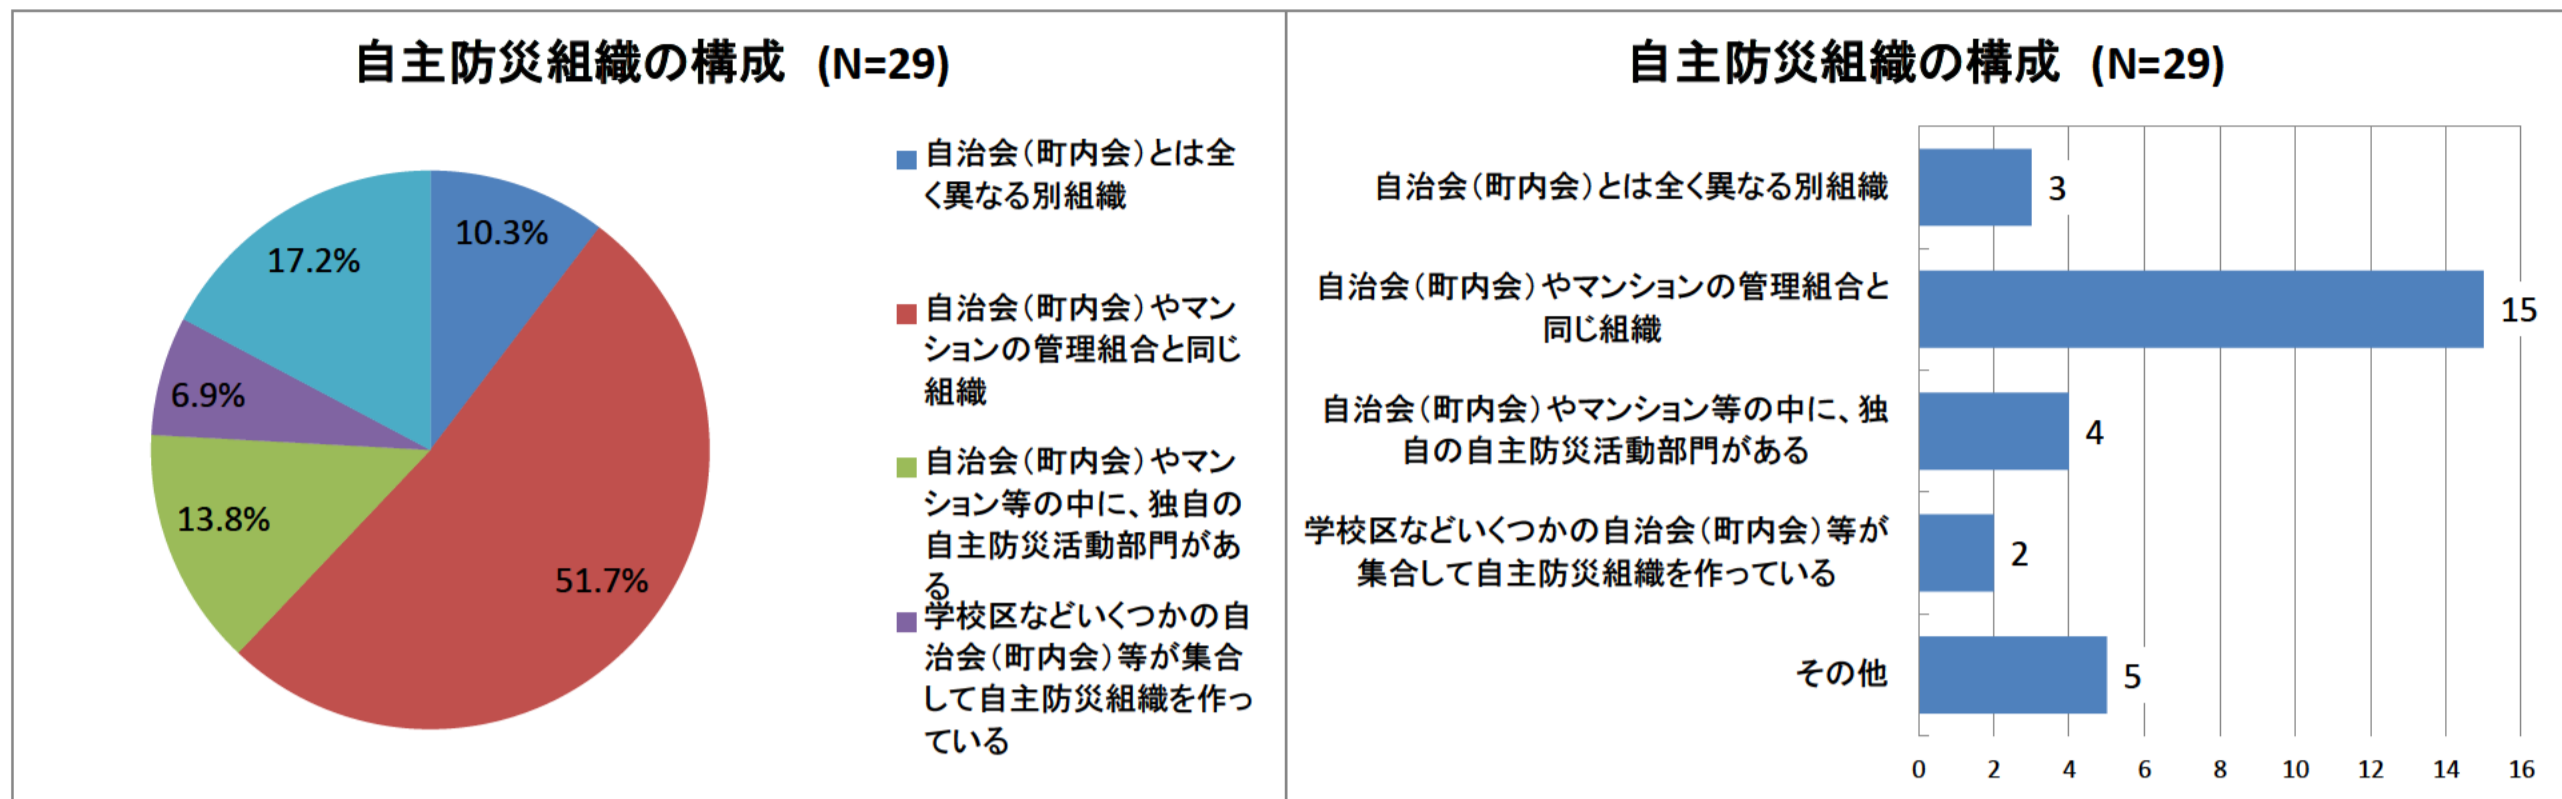 自主防災組織の構成 (N=29)
10.3%
17.2%
6.9%
13.8%
51.7%
自治会(町内会)とは全
く異なる別組織
自治会(町内会)やマン
ションの管理組合と同じ
組織
自治会(町内会)やマン
ション等の中に、独自の
自主防災活動部門があ
る
学校区などいくつかの自
治会(町内会)等が集合
して自主防災組織を作っ
ている
自主防災組織の構成 (N=29)
自治会(町内会)とは全く異なる別組織
3
自治会(町内会)やマンションの管理組合と
同じ組織
15
自治会(町内会)やマンション等の中に、独
自の自主防災活動部門がある
4
学校区などいくつかの自治会(町内会)等が
集合して自主防災組織を作っている
2
その他
5
0 2 4 6 8 10 12 14 16